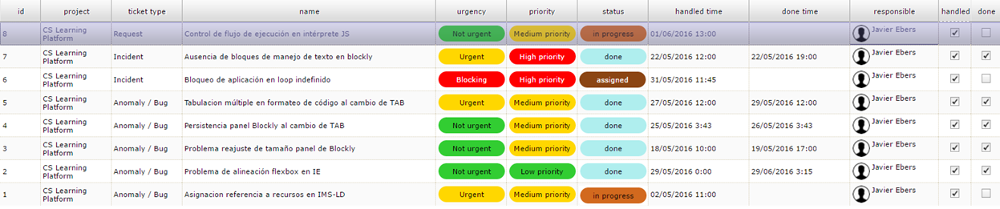 id project ticket type name urgency priority status handled time done time responsible handled done
8 CS Learning Platform Request Control de flujo de ejecución en intérprete JS Not urgent Medium priority in progress 01/06/2016 13:00 Javier Ebers
7 CS Learning Platform Incident Ausencia de bloques de manejo de texto en blockly Urgent High priority done 22/05/2016 12:00 22/05/2016 19:00 Javier Ebers
6 CS Learning Platform Incident Bloqueo de aplicación en loop indefinido Blocking High priority assigned 31/05/2016 11:45 Javier Ebers
5 CS Learning Platform Anomaly / Bug Tabulacion múltiple en formateo de código al cambio de TAB Urgent Medium priority done 27/05/2016 12:00 29/05/2016 12:00 Javier Ebers
4 CS Learning Platform Anomaly / Bug Persistencia panel Blockly al cambio de TAB Not urgent Medium priority done 25/05/2016 3:43 26/05/2016 3:43 Javier Ebers
3 CS Learning Platform Anomaly / Bug Problema reajuste de tamaño panel de Blockly Not urgent Medium priority done 18/05/2016 10:00 19/05/2016 17:00 Javier Ebers
2 CS Learning Platform Anomaly / Bug Problema de alineación flexbox en IE Not urgent Low priority done 29/05/2016 0:00 29/06/2016 3:15 Javier Ebers
1 CS Learning Platform Anomaly / Bug Asignacion referencia a recursos en IMS-LD Urgent Medium priority in progress 02/05/2016 11:00 Javier Ebers